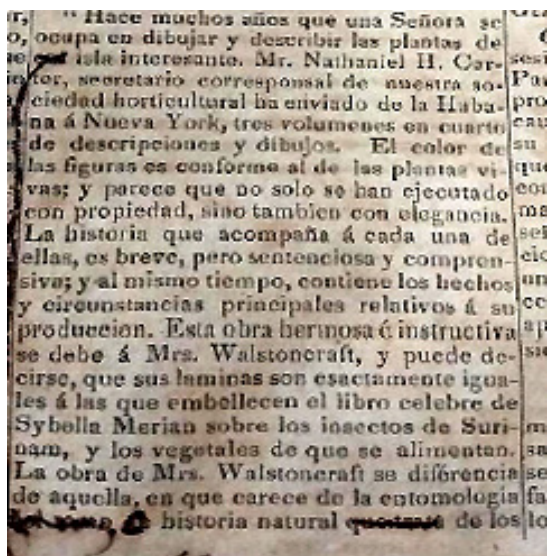 " Hace muchos años que una Señora se
ocupa en dibujar y describir las plantas de
isla interesante. Mr. Nathaniel H. Car-
ter, secretario corresponsal de nuestra so-
ciedad horticultural ha enviado de la Haba-
na á Nueva York, tres volumenes en cuarto
de descripciones y dibujos. El color de
las figuras es conforme al de las plantas vi-
vas; y parece que no solo se han ejecutado
con propiedad, sino tambien con elegancia.
La historia que acompaña á cada una de
ellas, es breve, pero sentenciosa y compren-
siva; y al mismo tiempo, contiene los hechos
y circunstancias principales relativos á su
produccion. Esta obra hermosa é instructiva
se debe á Mrs. Walstoncraft, y puede de-
cirse, que sus laminas son esactamente igua-
les á las que embellecen el libro celebre de
Sybella Merian sobre los insectos de Suri-
nam, y los vegetales de que se alimentan.
La obra de Mrs. Walstoncraft se diférencia
de aquella, en que carece de la entomologia
historia natural de los